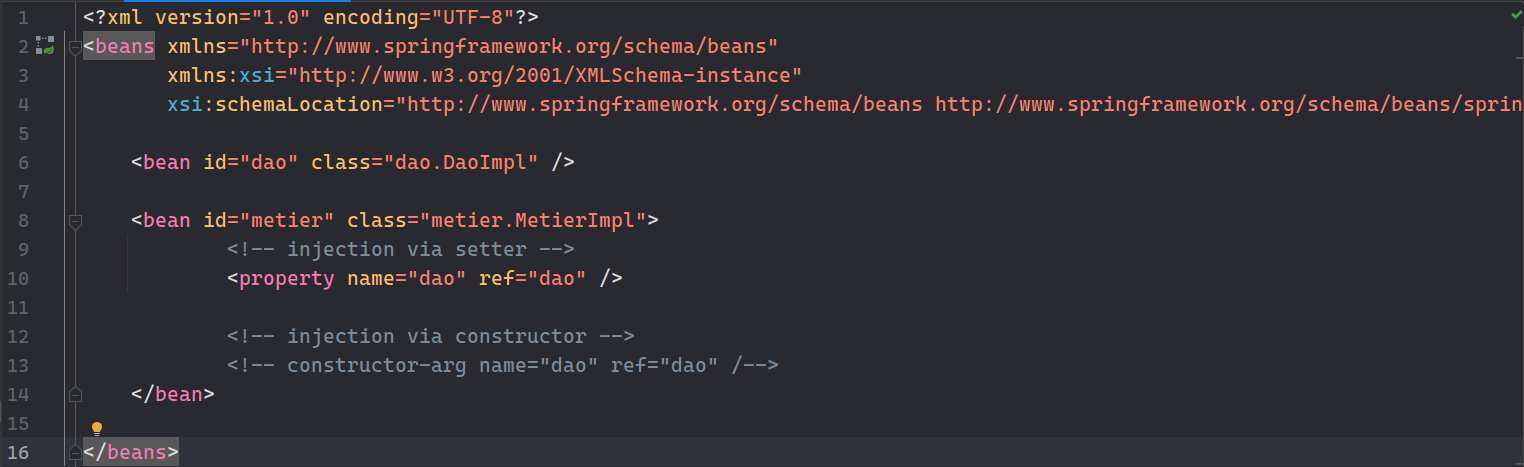 1 <?xml version="1.0" encoding="UTF-8"?>
2 <beans xmlns="http://www.springframework.org/schema/beans"
3 xmlns:xsi="http://www.w3.org/2001/XMLSchema-instance"
4 xsi:schemaLocation="http://www.springframework.org/schema/beans http://www.springframework.org/schema/beans/sprin
5
6 <bean id="dao" class="dao.DaoImpl" />
7
8 <bean id="metier" class="metier.MetierImpl">
9 <!-- injection via setter -->
10 <property name="dao" ref="dao" />
11
12 <!-- injection via constructor -->
13 <!-- constructor-arg name="dao" ref="dao" /-->
14 </bean>
15
16 </beans>